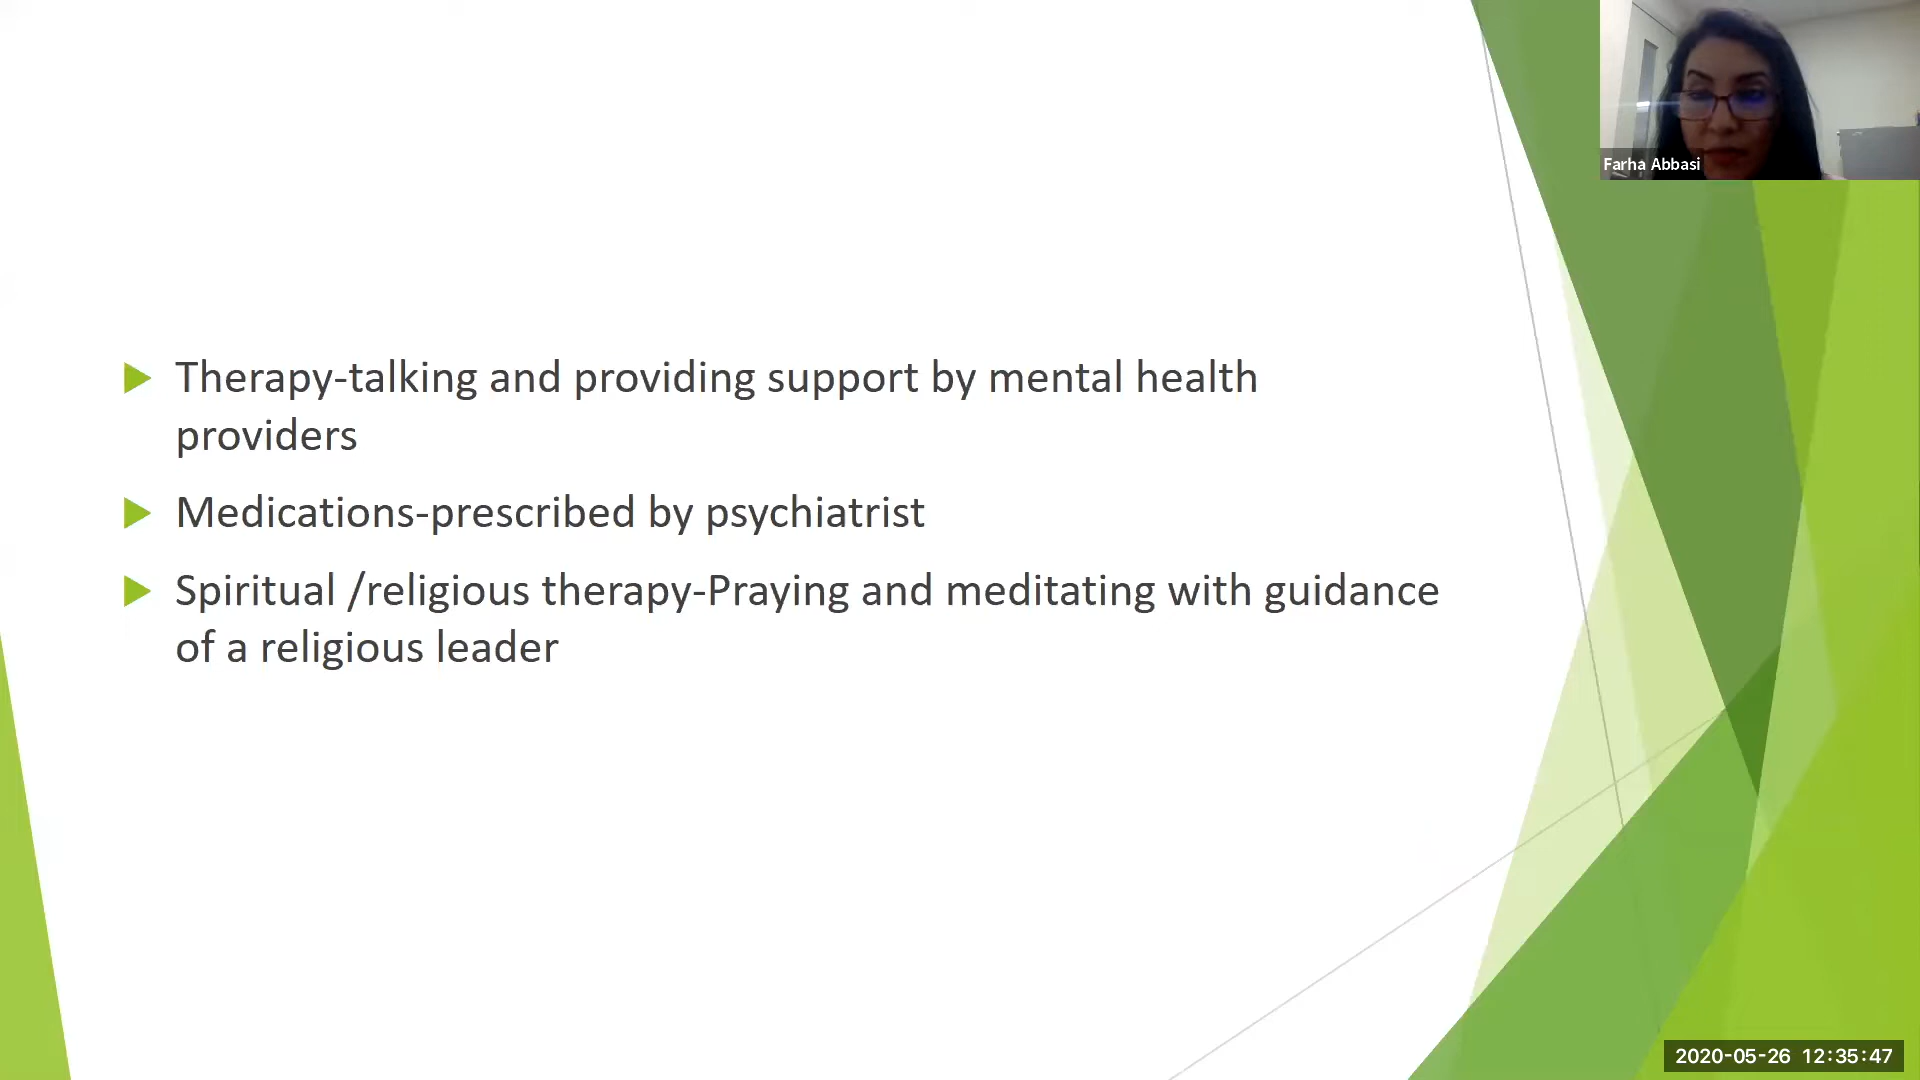 Farha Abbasi
Therapy-talking and providing support by mental health
providers
Medications-prescribed by psychiatrist
Spiritual /religious therapy-Praying and meditating with guidance
of a religious leader
2020-05-26 12:35:47